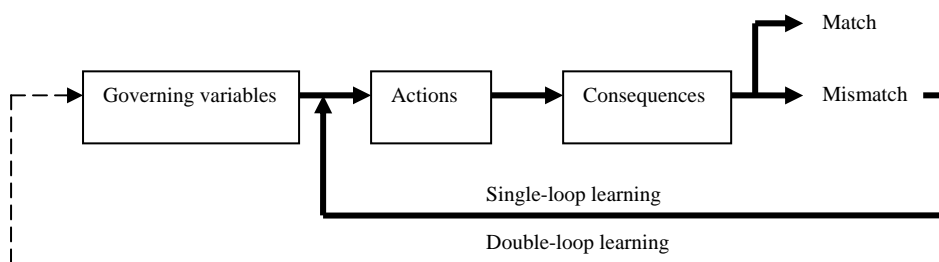 Match
Governing variables
Actions
Consequences
Mismatch
Single-loop learning
Double-loop learning